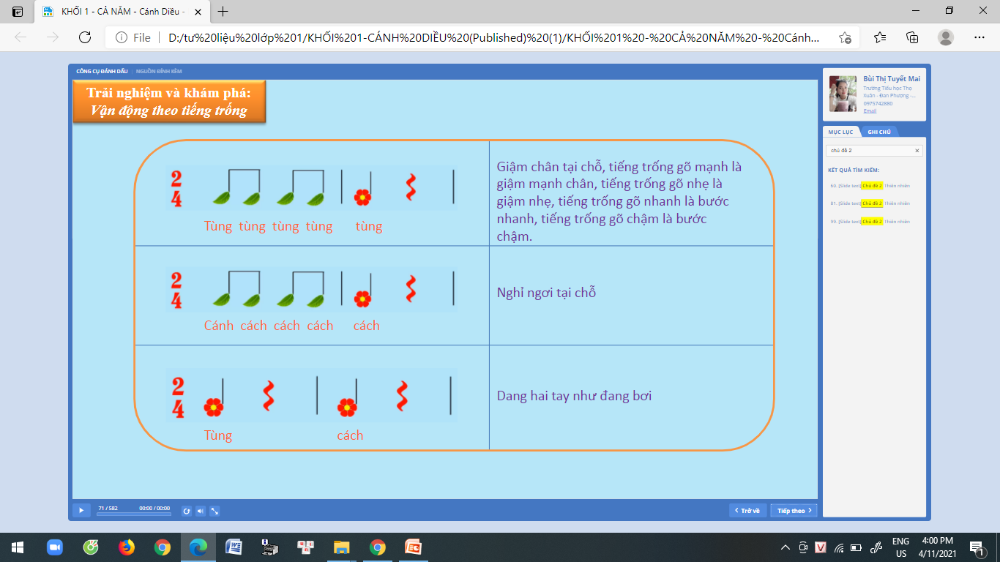 KHỐI 1 - CẢ NĂM - Cánh Diều -
File
D:/tư%20liệu%20lớp%201/KHỐI%201-CÁNH%20DIỀU%20(Published)%20(1)/KHỐI%201%20-%20CẢ%20NĂM%20-%20Cánh...
CÔNG CỤ ĐÁNH DẤU | NGUỒN ĐÍNH KÈM
Trải nghiệm và khám phá:
Vận động theo tiếng trống
2
4
Tùng tùng tùng tùng tùng
Giậm chân tại chỗ, tiếng trống gõ mạnh là
giậm mạnh chân, tiếng trống gõ nhẹ là
giậm nhẹ, tiếng trống gõ nhanh là bước
nhanh, tiếng trống gõ chậm là bước
chậm.
2
4
Cánh cách cách cách cách
Nghỉ ngơi tại chỗ
2
4
Tùng cách
Dang hai tay như đang bơi
71 / 582
00:00 / 00:00
Trở về
Tiếp theo
Bùi Thị Tuyết Mai
Trường Tiểu học Thọ
Xuân - Đan Phượng -...
0975742880
Email
MỤC LỤC
GHI CHÚ
chủ đề 2
KẾT QUẢ TÌM KIẾM:
60. [Slide text] Chủ đề 2 Thiên nhiên
81. [Slide text] Chủ đề 2 Thiên nhiên
99. [Slide text] Chủ đề 2 Thiên nhiên
ENG
US
4:00 PM
4/11/2021
1